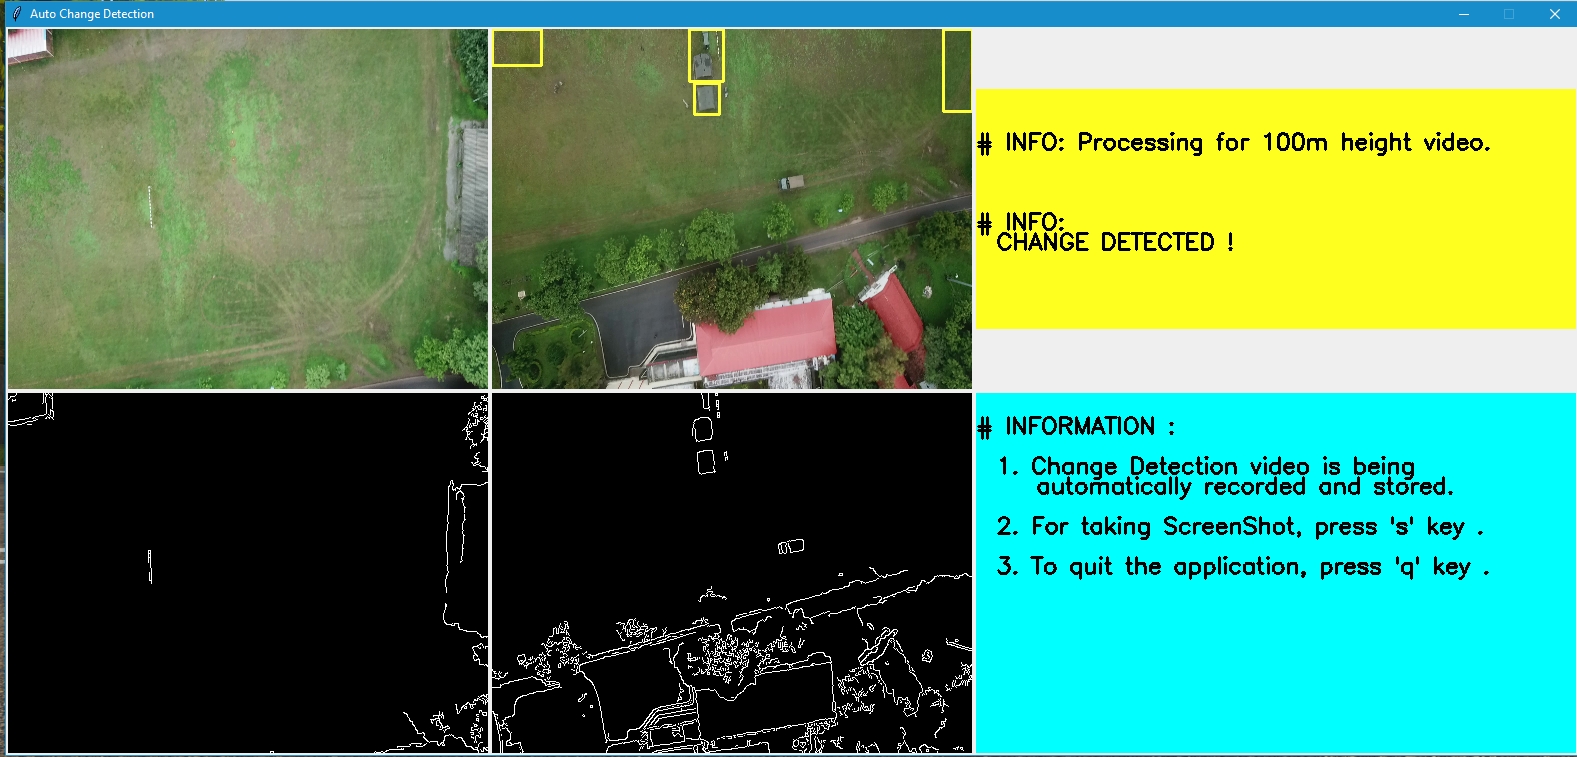 Auto Change Detection
# INFO: Processing for 100m height video.
# INFO:
CHANGE DETECTED !
# INFORMATION :
1. Change Detection video is being
automatically recorded and stored.
2. For taking ScreenShot, press 's' key .
3. To quit the application, press 'q' key .